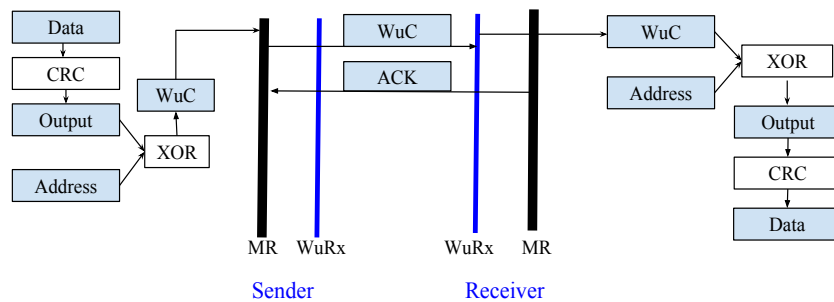 Data
CRC
Output
Address
XOR
WuC
WuC
ACK
MR
WuRx
WuRx
MR
Sender
Receiver
WuC
Address
XOR
Output
CRC
Data